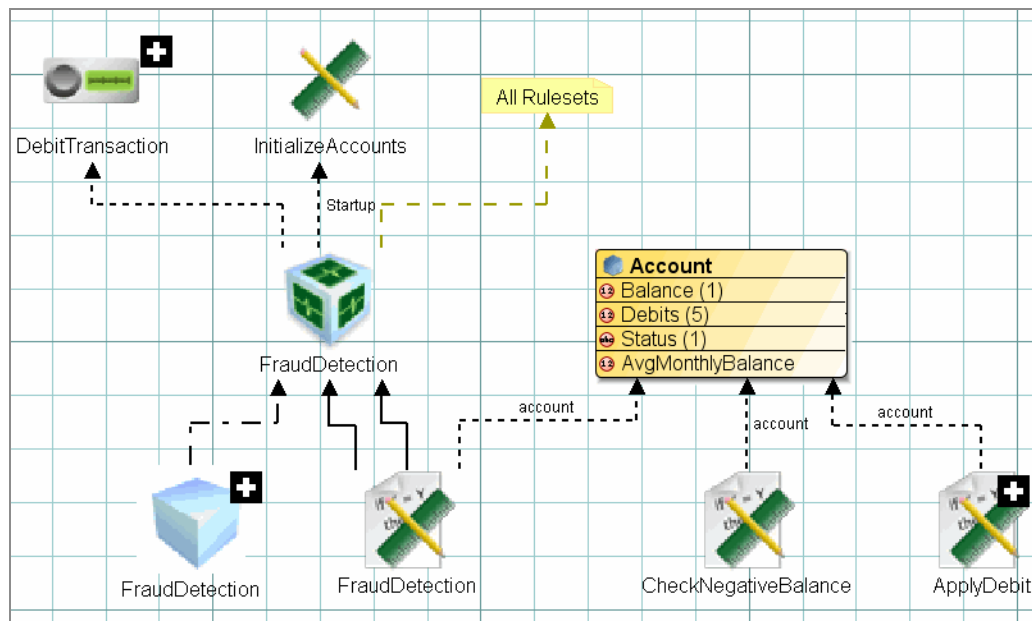 All Rulesets
DebitTransaction
InitializeAccounts
Startup
Account
Balance (1)
Debits (5)
Status (1)
AvgMonthlyBalance
FraudDetection
account
account
account
FraudDetection
FraudDetection
CheckNegativeBalance
ApplyDebit